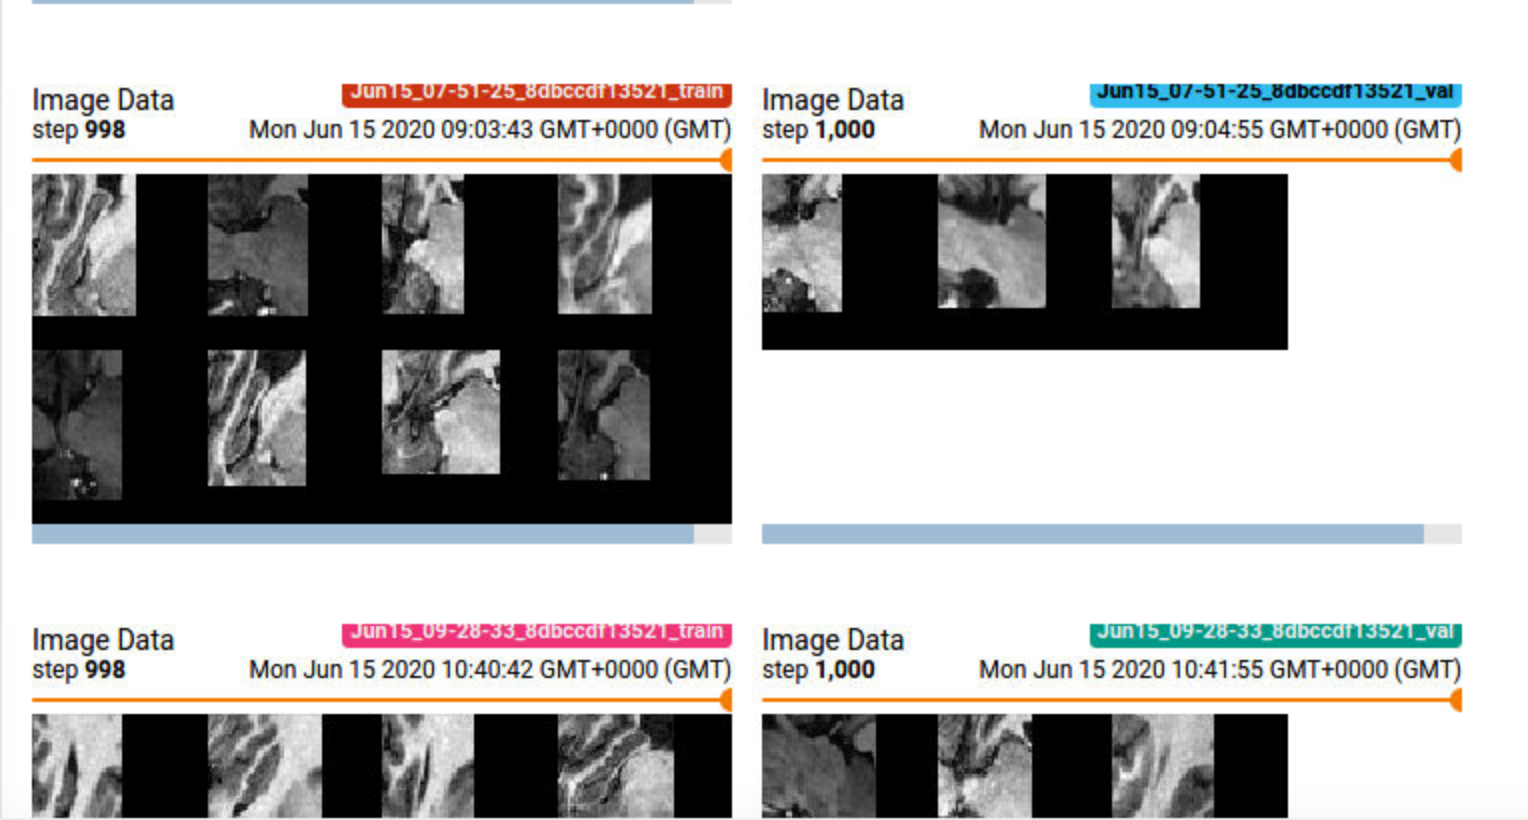 Image Data
Jun15_07-51-25_8dbccdf13521_train
step 998
Mon Jun 15 2020 09:03:43 GMT+0000 (GMT)
Image Data
Jun15_07-51-25_8dbccdf13521_val
step 1,000
Mon Jun 15 2020 09:04:55 GMT+0000 (GMT)
Image Data
Jun15_09-28-33_8dbccdf13521_train
step 998
Mon Jun 15 2020 10:40:42 GMT+0000 (GMT)
Image Data
Jun15_09-28-33_8dbccdf13521_val
step 1,000
Mon Jun 15 2020 10:41:55 GMT+0000 (GMT)